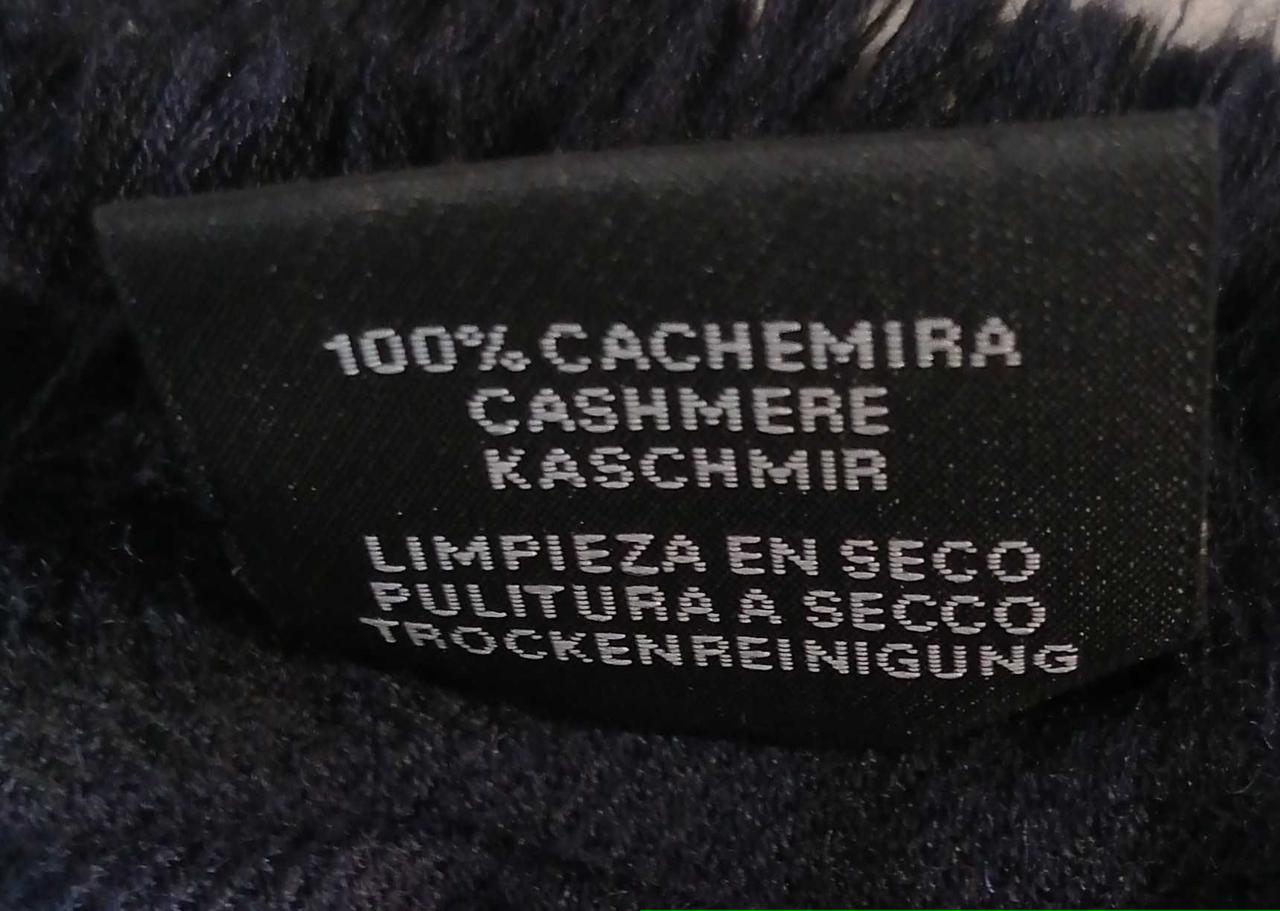 100% CACHEMIRA
CASHMERE
KASCHMIR
LIMPIEZA EN SECO
PULITURA A SECCO
TROCKENREINIGUNG